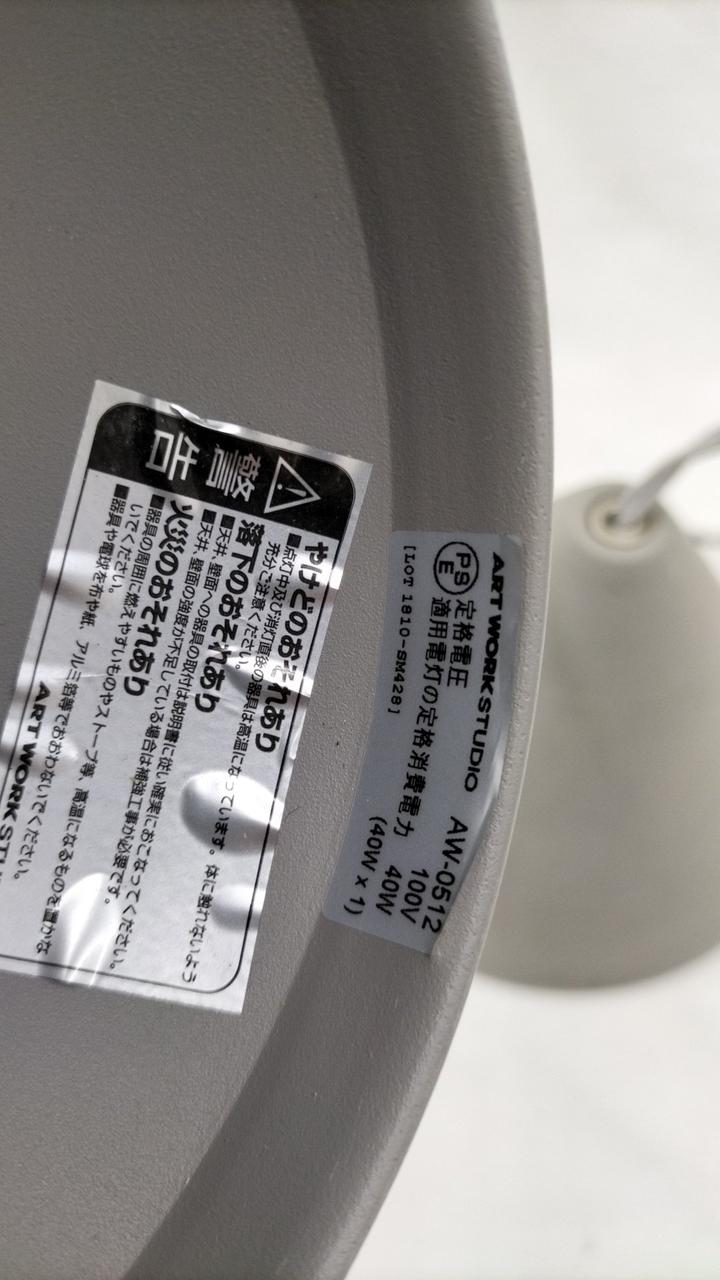 警告
やけどのおそれあり
■点灯中及び消灯直後の器具は高温になっています。体に触れないよう
充分ご注意ください。
落下のおそれあり
■天井、壁面への器具の取付は説明書に従い確実におこなってください。
■天井、壁面の強度が不足している場合は補強工事が必要です。
火災のおそれあり
■器具の周囲に燃えやすいものやストーブ等、高温になるものを置かな
いでください。
■器具や電球を布や紙、アルミ箔等でおおわないでください。
ART WORK STUDIO
ART WORK
ART WORK STUDIO AW-0512
PS E 定格電圧 100V
適用電灯の定格消費電力 40W
(40W x 1)
[LOT 1810-SM428]